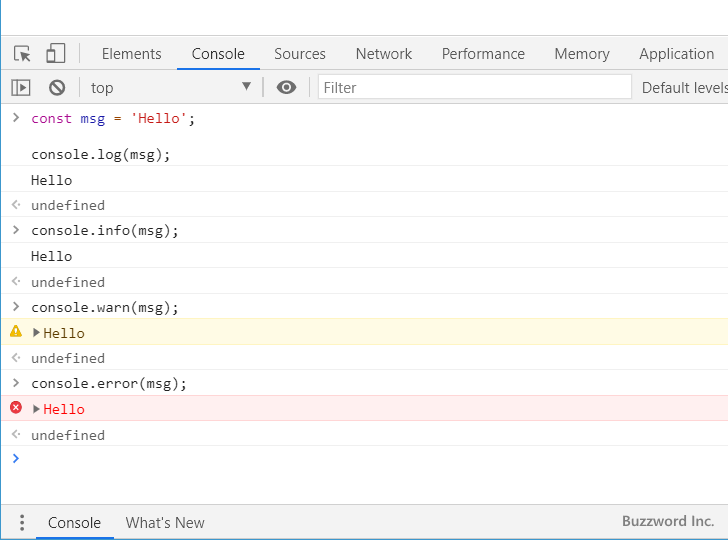 Elements Console Sources Network Performance Memory Application
top Filter Default levels
const msg = 'Hello';
console.log(msg);
Hello
undefined
console.info(msg);
Hello
undefined
console.warn(msg);
Hello
undefined
console.error(msg);
Hello
undefined
Console What's New Buzzword Inc.